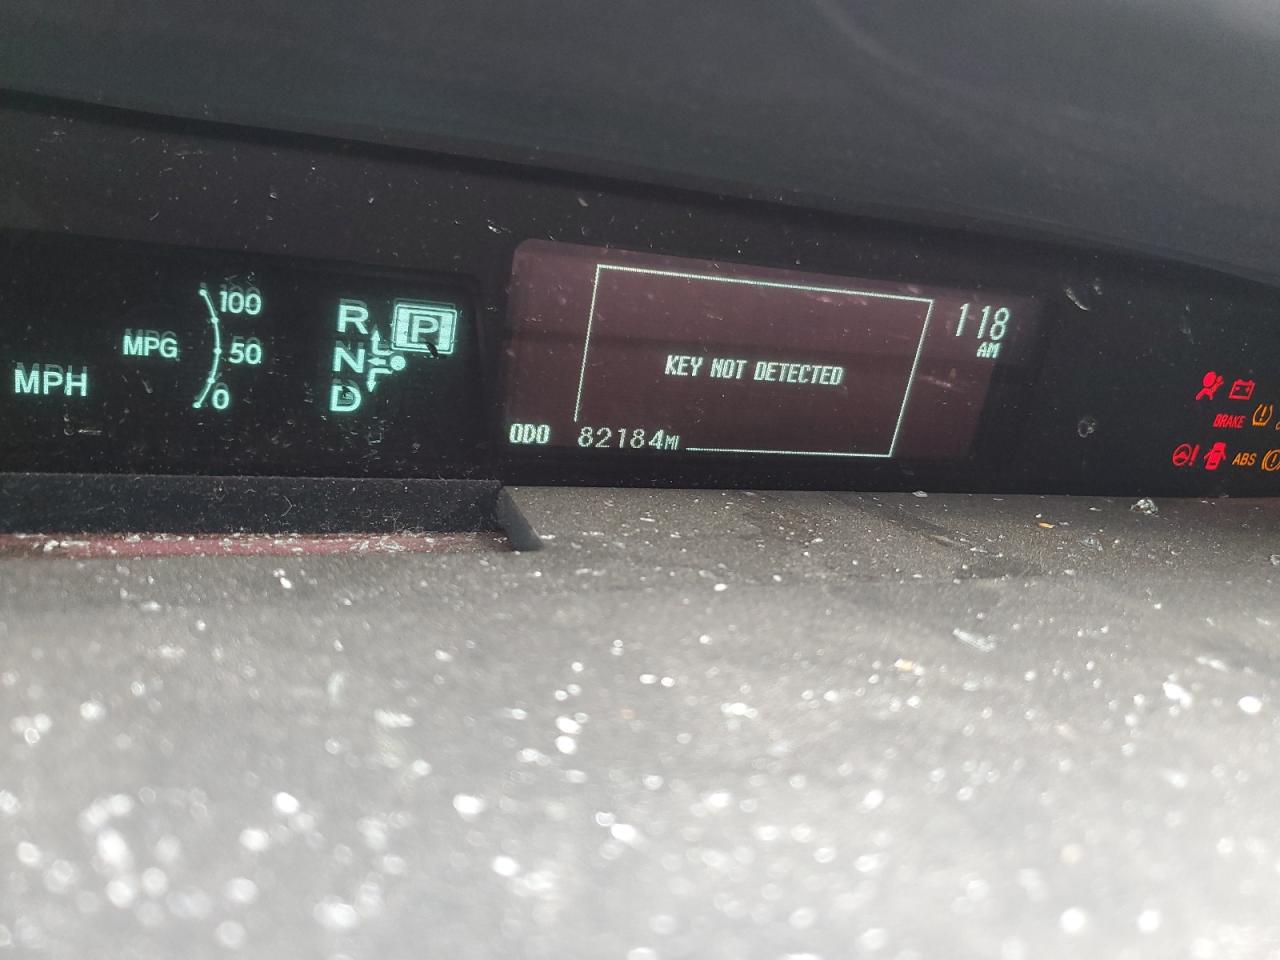 MPH
MPG
100
50
0
R
N
D
P
KEY NOT DETECTED
1:18
AM
ODO 82184MI
BRAKE
ABS